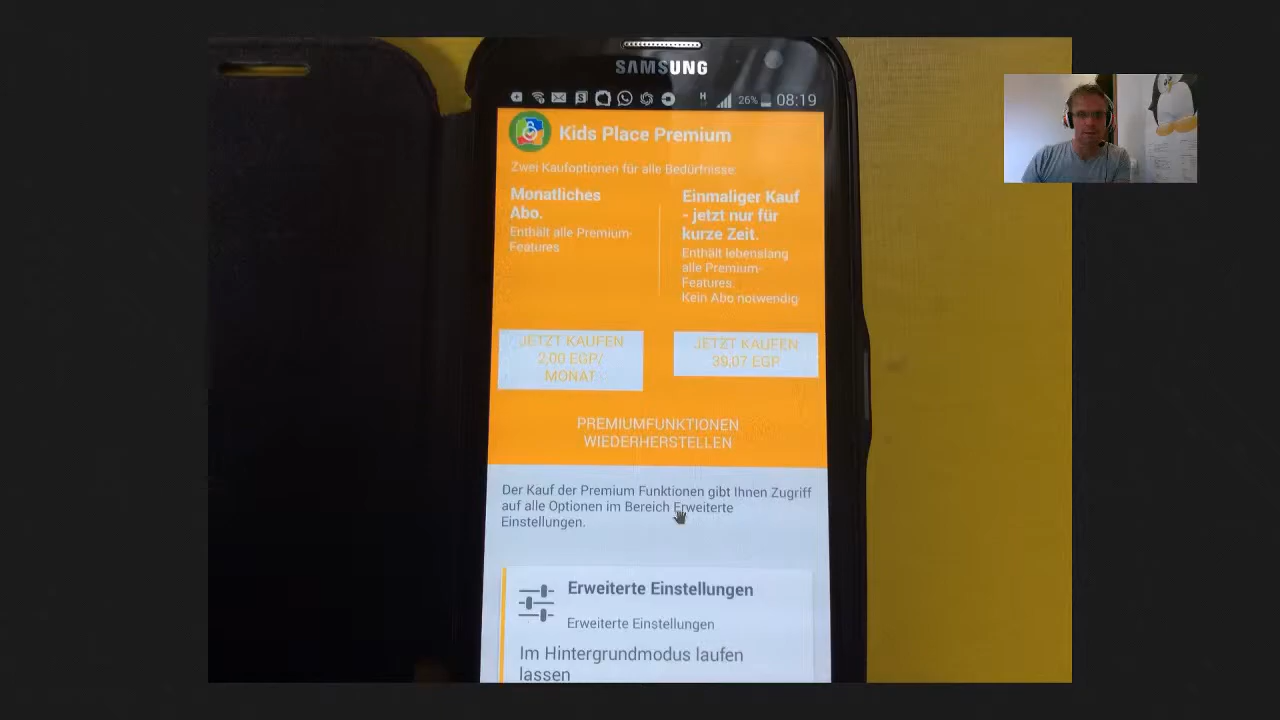 SAMSUNG
H 26% 08:19
Kids Place Premium
Zwei Kaufoptionen für alle Bedürfnisse:
Monatliches
Abo.
Enthält alle Premium-
Features
Einmaliger Kauf
- jetzt nur für
kurze Zeit.
Enthält lebenslang
alle Premium-
Features.
Kein Abo notwendig
JETZT KAUFEN
2,00 EGP/
MONAT
JETZT KAUFEN
39,07 EGP
PREMIUMFUNKTIONEN
WIEDERHERSTELLEN
Der Kauf der Premium Funktionen gibt Ihnen Zugriff
auf alle Optionen im Bereich Erweiterte
Einstellungen.
Erweiterte Einstellungen
Erweiterte Einstellungen
Im Hintergrundmodus laufen
lassen